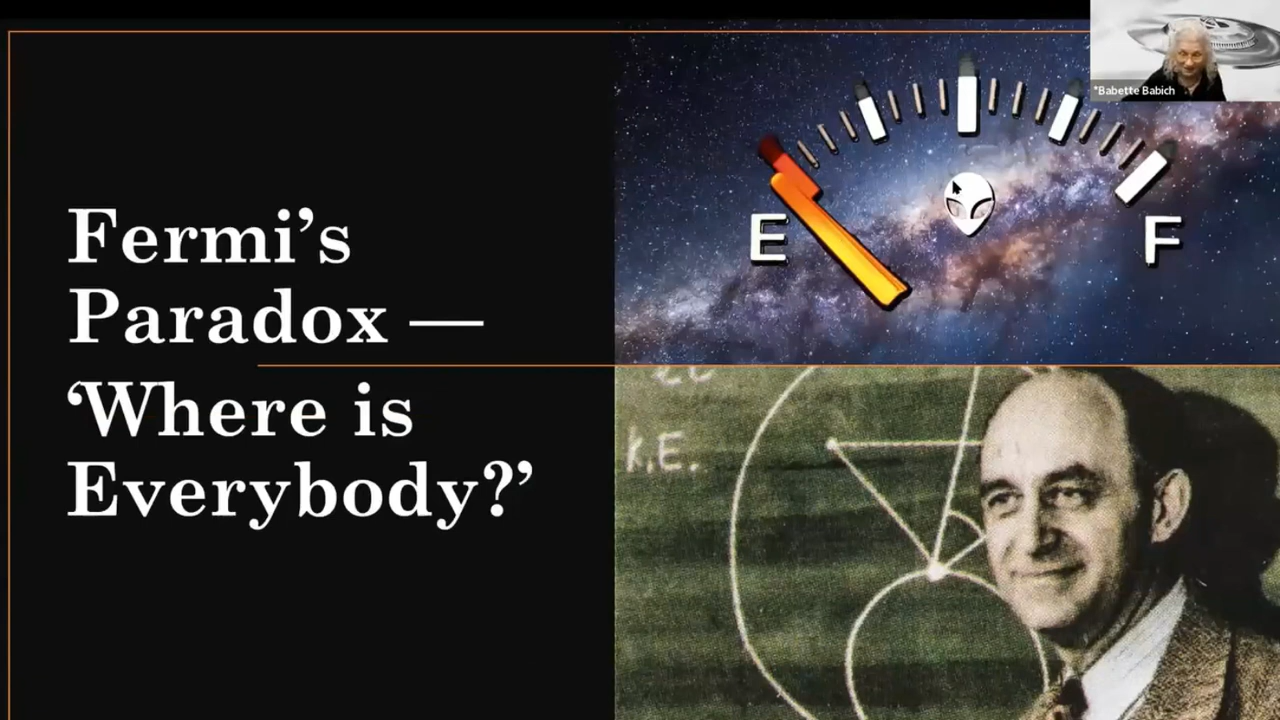 Fermi’s
Paradox —
‘Where is
Everybody?’
E
F
*Babette Babich
K.E.